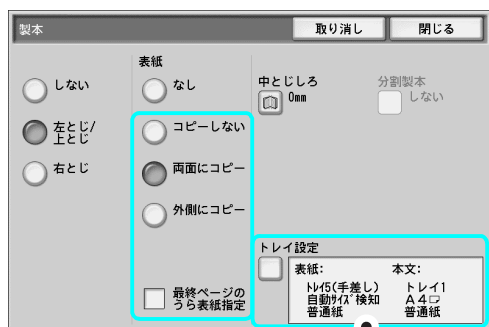 製本
取り消し
閉じる
しない
左とじ/
上とじ
右とじ
表紙
なし
コピーしない
両面にコピー
外側にコピー
最終ページの
うら表紙指定
中とじしろ
0mm
分割製本
しない
トレイ設定
表紙:
トレイ5(手差し)
自動サイズ検知
普通紙
本文:
トレイ1
A4
普通紙